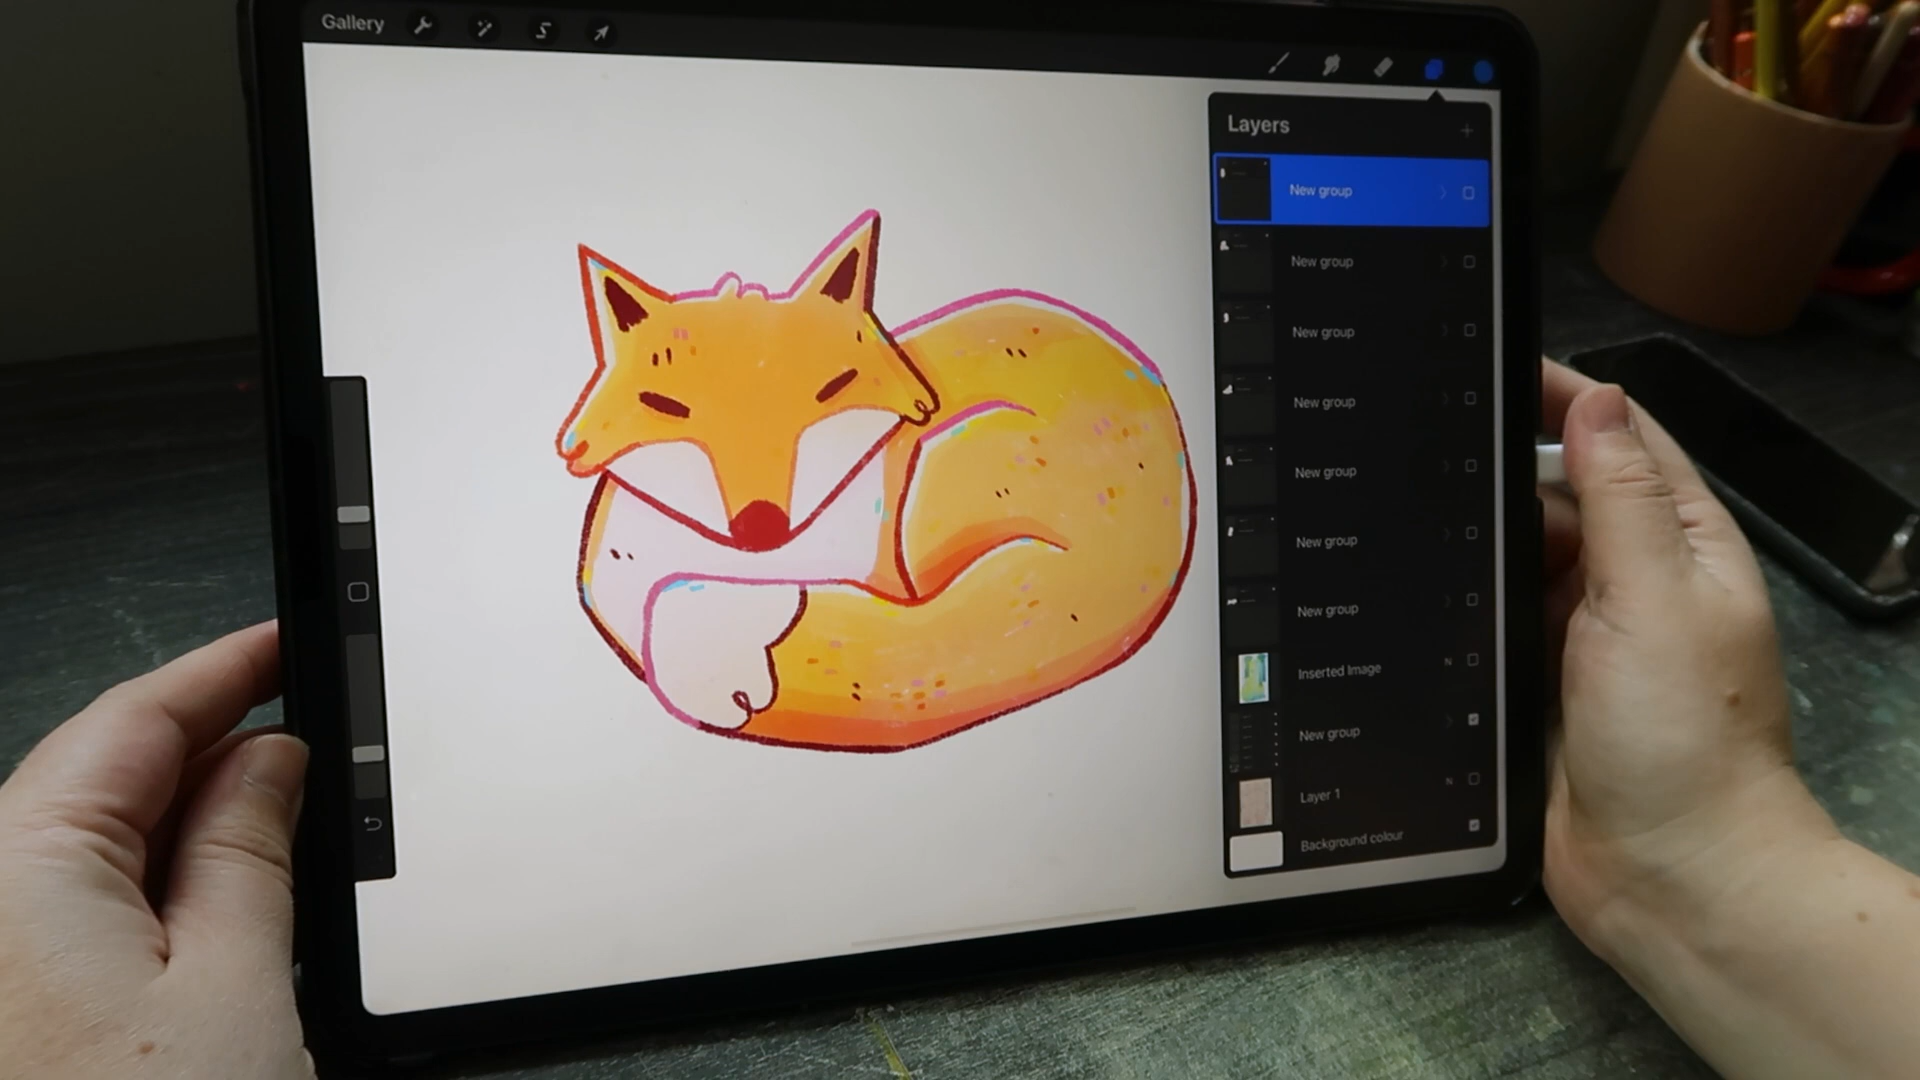 Gallery
Layers
New group
New group
New group
New group
New group
New group
New group
Inserted Image
N
New group
Layer 1
N
Background colour